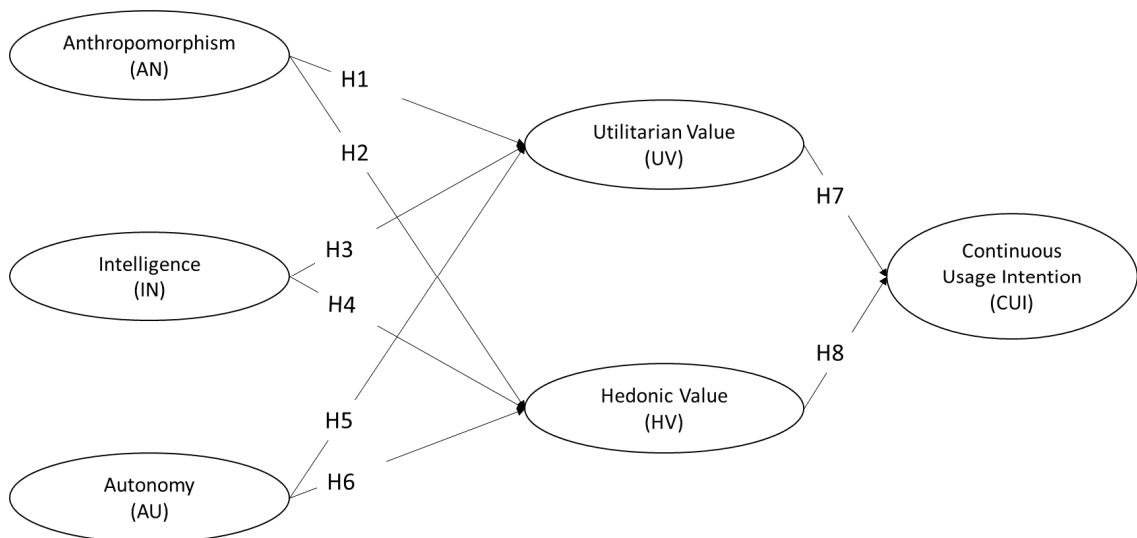 Anthropomorphism
(AN)
H1
H2
Utilitarian Value
(UV)
H7
Intelligence
(IN)
H3
H4
Continuous
Usage Intention
(CUI)
H8
Hedonic Value
(HV)
H5
H6
Autonomy
(AU)